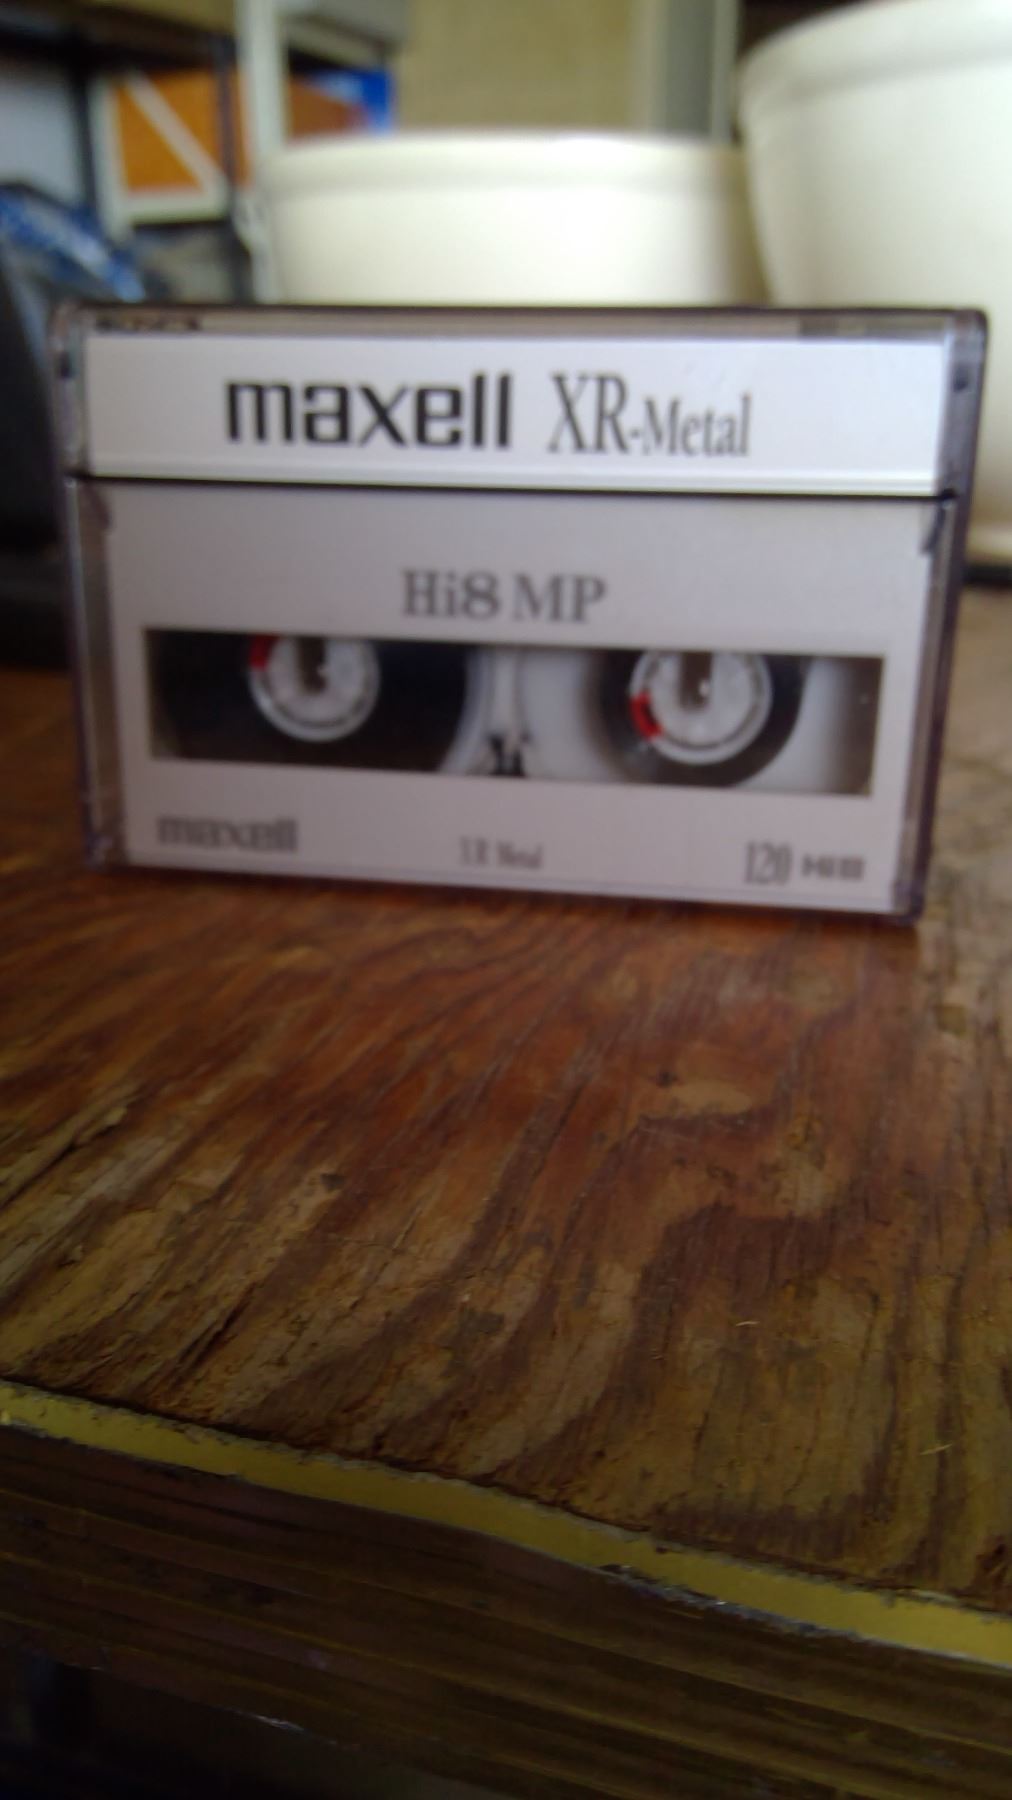 maxell XR-Metal
Hi8 MP
maxell XR Metal 120